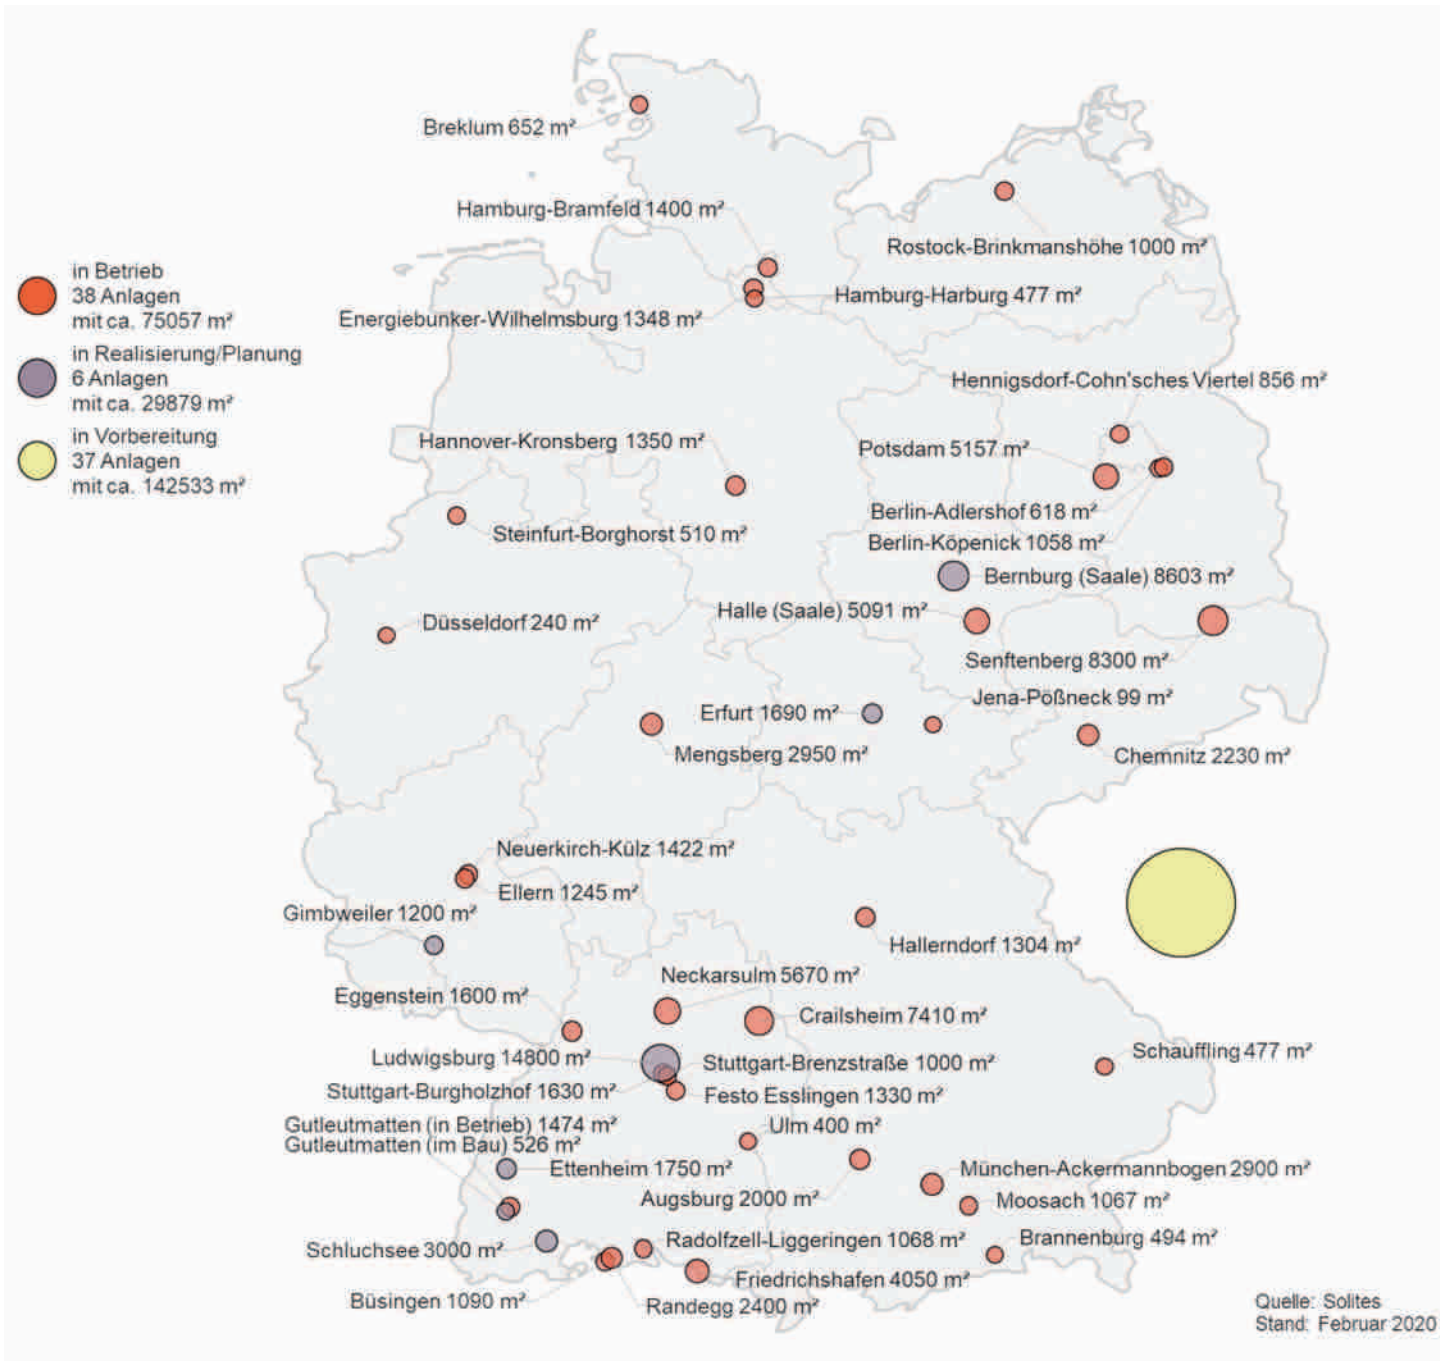 Breklum 652 m²
Hamburg-Bramfeld 1400 m²
Rostock-Brinkmanshöhe 1000 m²
in Betrieb
38 Anlagen
mit ca. 75057 m²
Hamburg-Harburg 477 m²
Energiebunker-Wilhelmsburg 1348 m²
in Realisierung/Planung
6 Anlagen
mit ca. 29879 m²
Hennigsdorf-Cohn'sches Viertel 856 m²
in Vorbereitung
37 Anlagen
mit ca. 142533 m²
Hannover-Kronsberg 1350 m²
Potsdam 5157 m²
Steinfurt-Borghorst 510 m²
Berlin-Adlershof 618 m²
Berlin-Köpenick 1058 m²
Bernburg (Saale) 8603 m²
Halle (Saale) 5091 m²
Düsseldorf 240 m²
Senftenberg 8300 m²
Jena-Pößneck 99 m²
Erfurt 1690 m²
Mengsberg 2950 m²
Chemnitz 2230 m²
Neuerkirch-Külz 1422 m²
Ellern 1245 m²
Gimbweiler 1200 m²
Hallerndorf 1304 m²
Neckarsulm 5670 m²
Eggenstein 1600 m²
Crailsheim 7410 m²
Ludwigsburg 14800 m²
Stuttgart-Brenzstraße 1000 m²
Schauffling 477 m²
Stuttgart-Burgholzhof 1630 m²
Festo Esslingen 1330 m²
Gutleutmatten (in Betrieb) 1474 m²
Gutleutmatten (im Bau) 526 m²
Ulm 400 m²
Ettenheim 1750 m²
München-Ackermannbogen 2900 m²
Augsburg 2000 m²
Moosach 1067 m²
Schluchsee 3000 m²
Radolfzell-Liggeringen 1068 m²
Brannenburg 494 m²
Friedrichshafen 4050 m²
Büsingen 1090 m²
Randegg 2400 m²
Quelle: Solites
Stand: Februar 2020